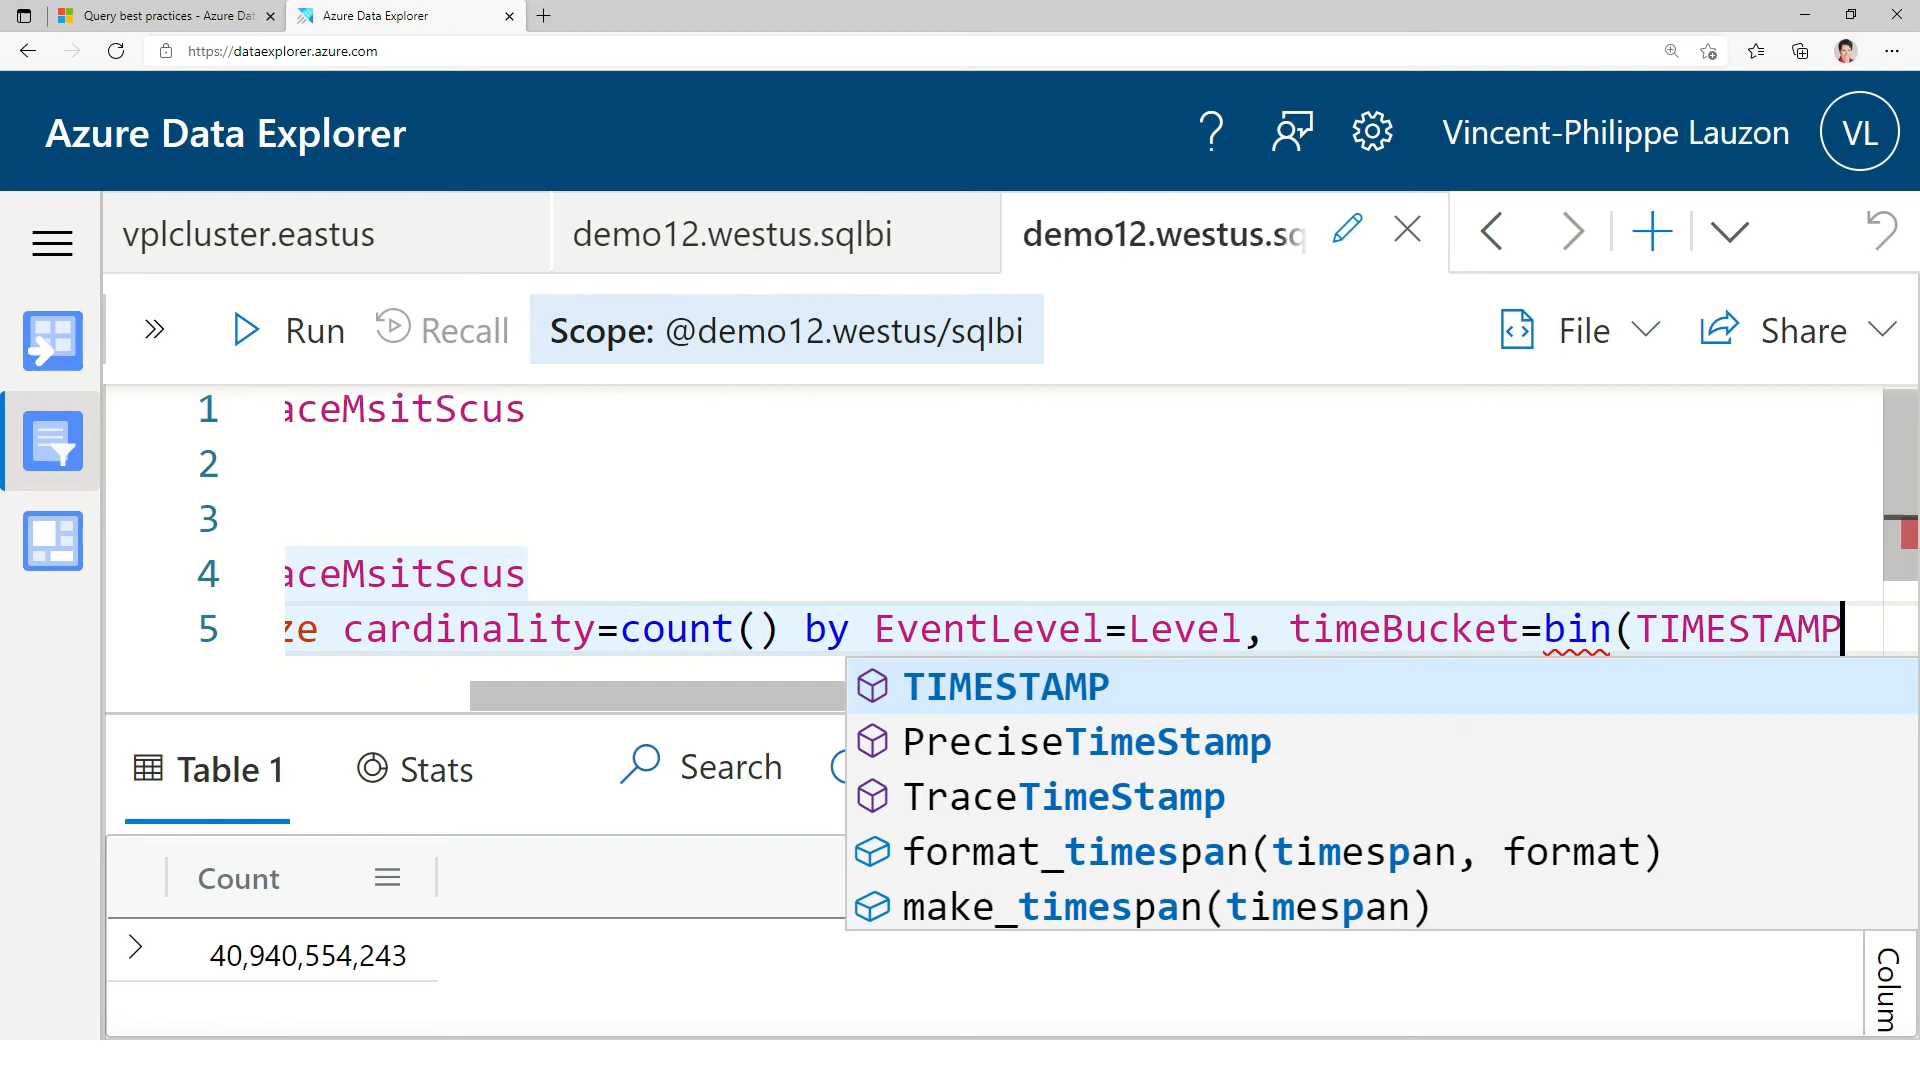 Query best practices - Azure Dat
Azure Data Explorer
https://dataexplorer.azure.com
Azure Data Explorer
Vincent-Philippe Lauzon
VL
vplcluster.eastus
demo12.westus.sqlbi
demo12.westus.sq
Run
Recall
Scope: @demo12.westus/sqlbi
File
Share
1 aceMsitScus
2
3
4 aceMsitScus
5 ze cardinality=count() by EventLevel=Level, timeBucket=bin(TIMESTAMP
TIMESTAMP
PreciseTimeStamp
TraceTimeStamp
format_timespan(timespan, format)
make_timespan(timespan)
Table 1
Stats
Search
Count
40,940,554,243
Colum